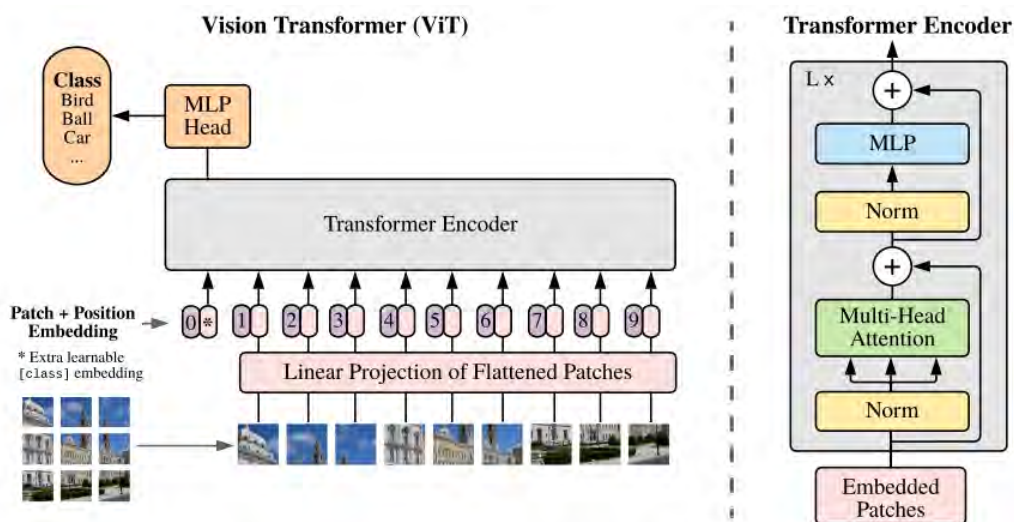 Vision Transformer (ViT)
Class
Bird
Ball
Car
...
MLP
Head
Transformer Encoder
Patch + Position
Embedding
* Extra learnable
[class] embedding
0 *
1
2
3
4
5
6
7
8
9
Linear Projection of Flattened Patches
Transformer Encoder
L ×
+
MLP
Norm
+
Multi-Head
Attention
Norm
Embedded
Patches